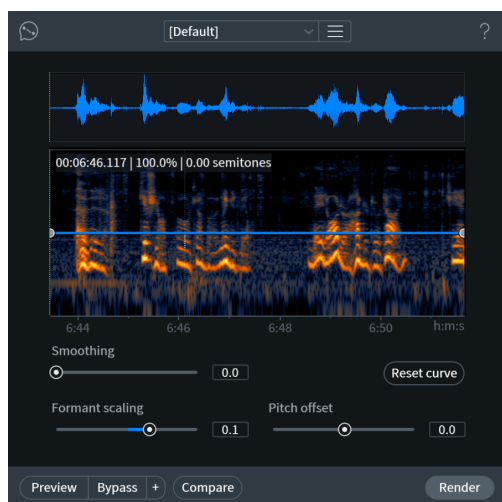 [Default]
?
00:06:46.117 | 100.0% | 0.00 semitones
6:44 6:46 6:48 6:50 h:m:s
Smoothing
0.0
Reset curve
Formant scaling Pitch offset
0.1 0.0
Preview Bypass + Compare Render